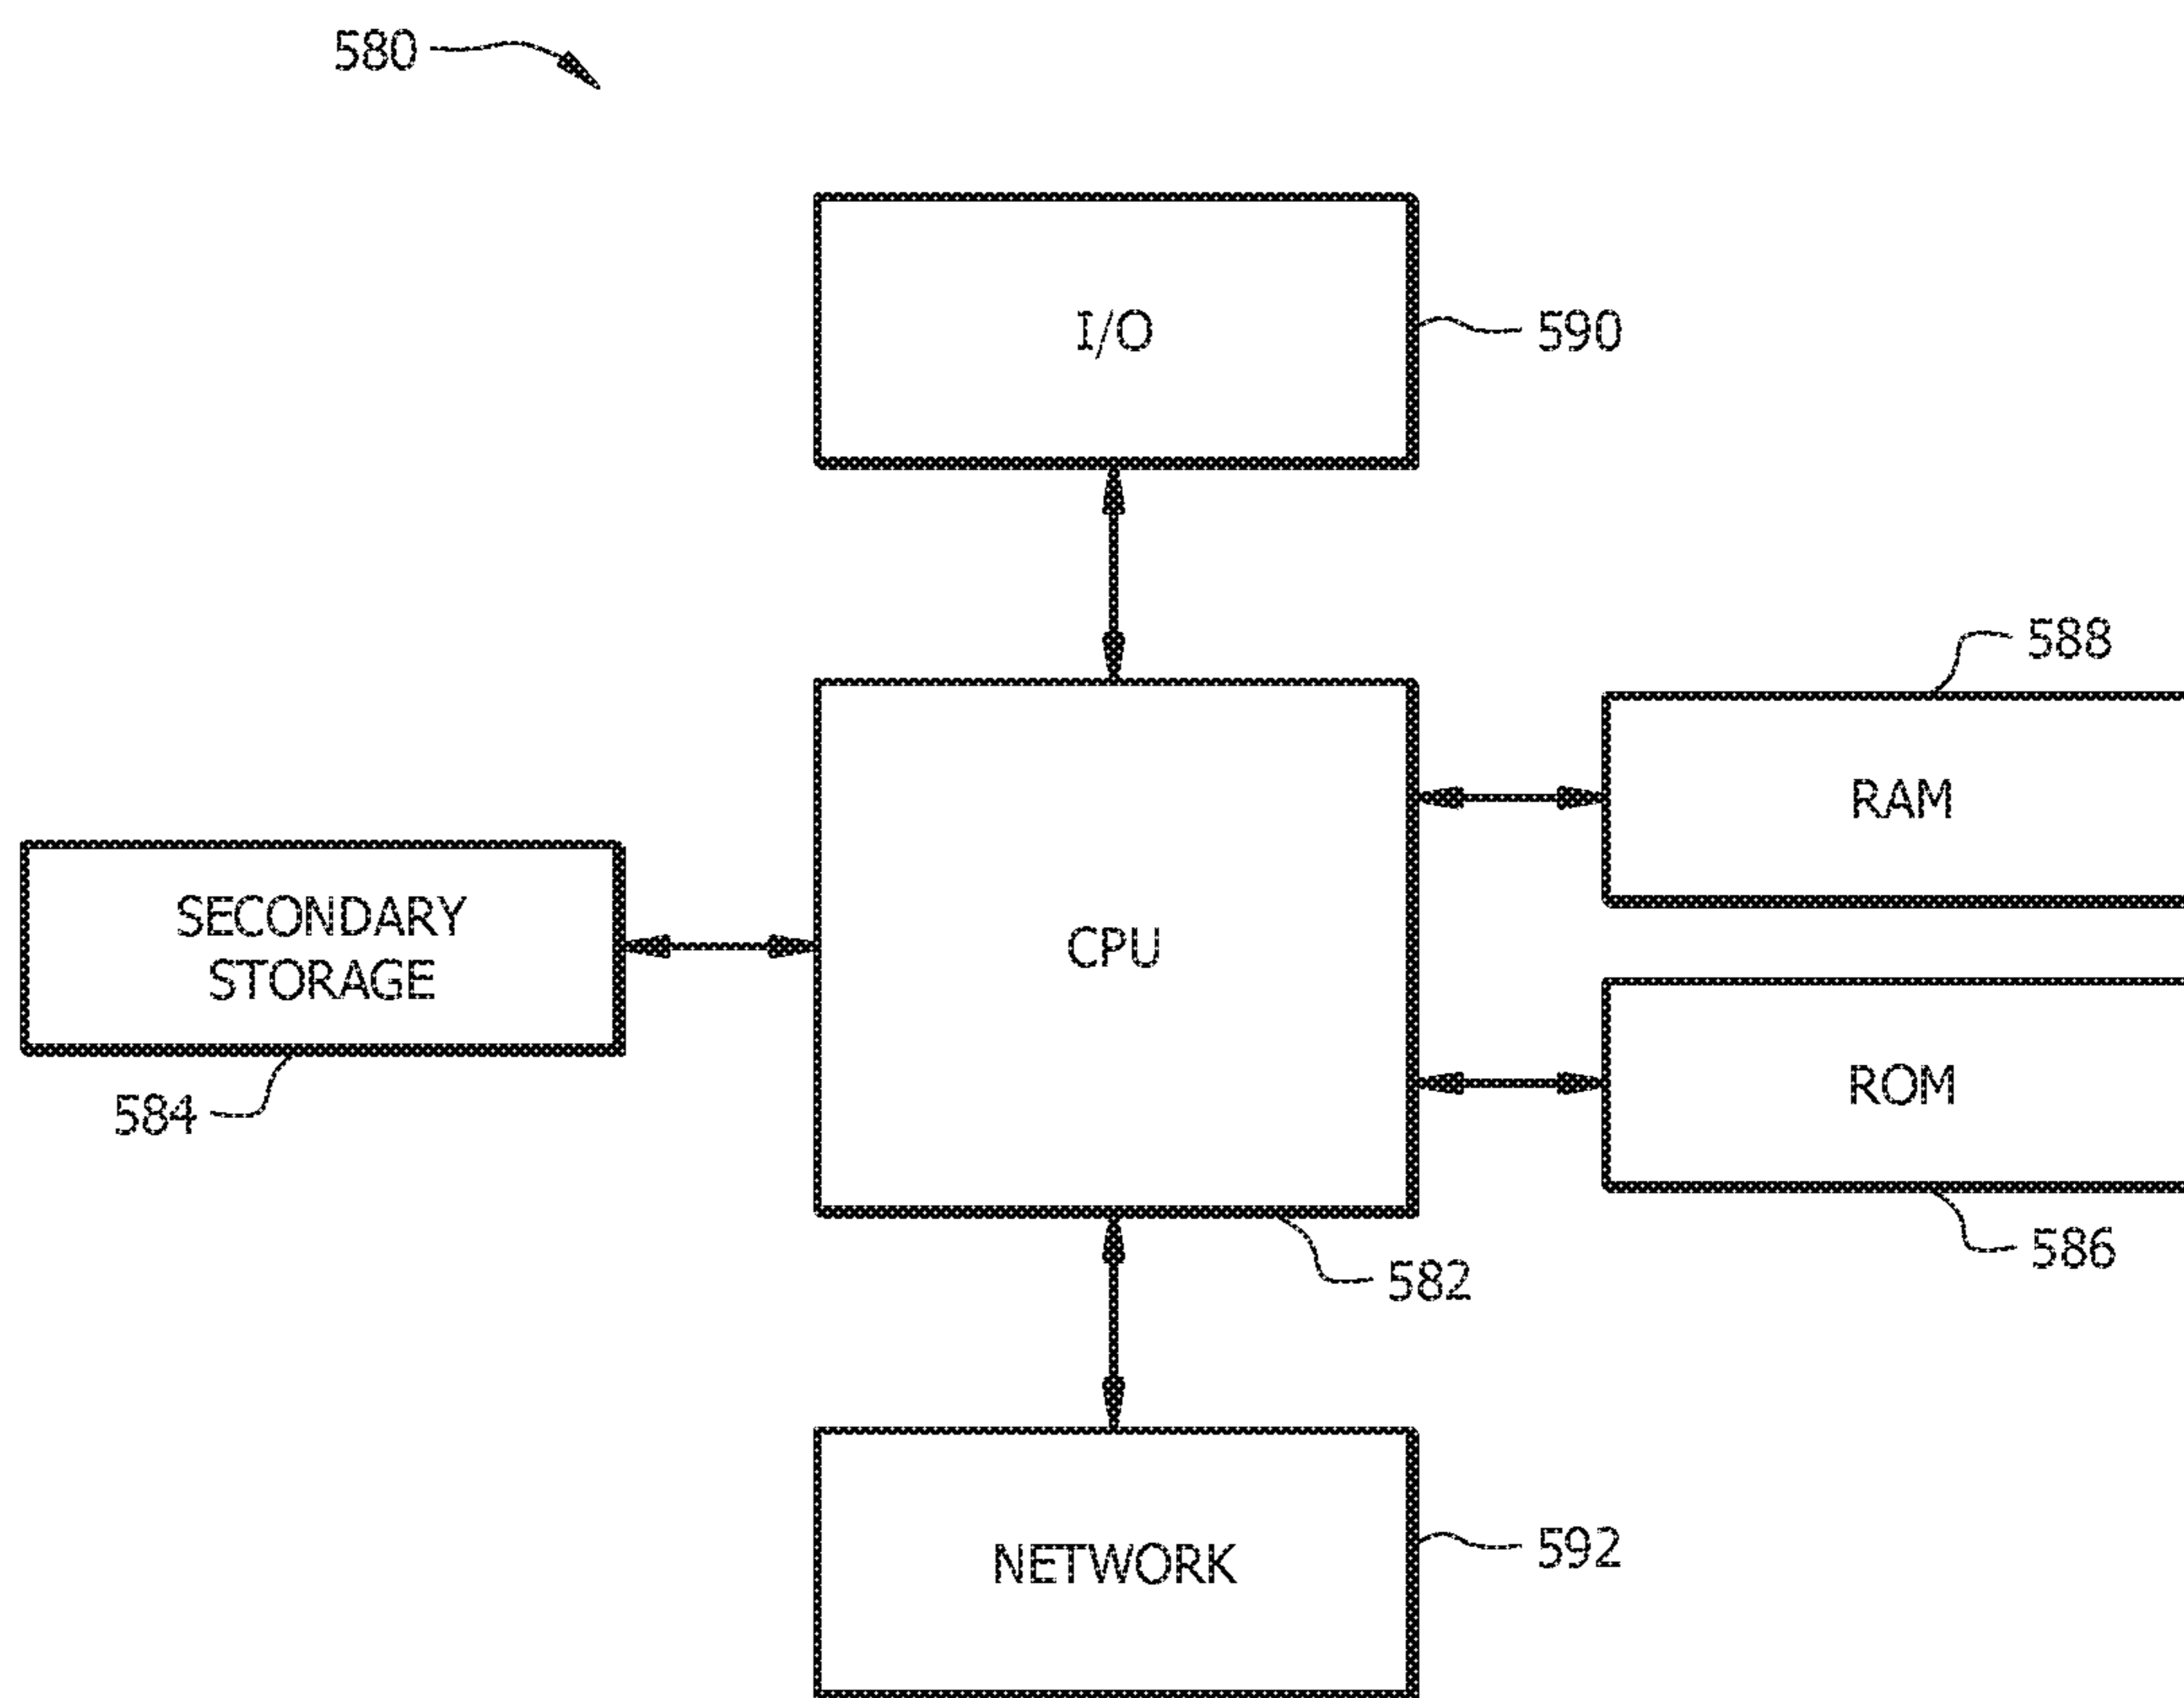 580
I/O
590
588
RAM
SECONDARY
STORAGE
CPU
584
ROM
586
582
NETWORK
592